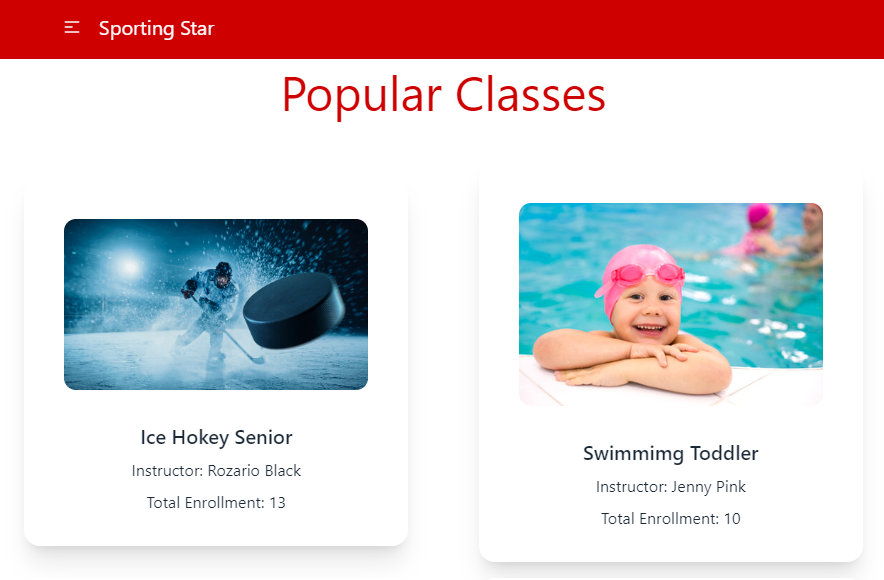 Sporting Star
Popular Classes
Ice Hokey Senior
Instructor: Rozario Black
Total Enrollment: 13
Swimmimg Toddler
Instructor: Jenny Pink
Total Enrollment: 10